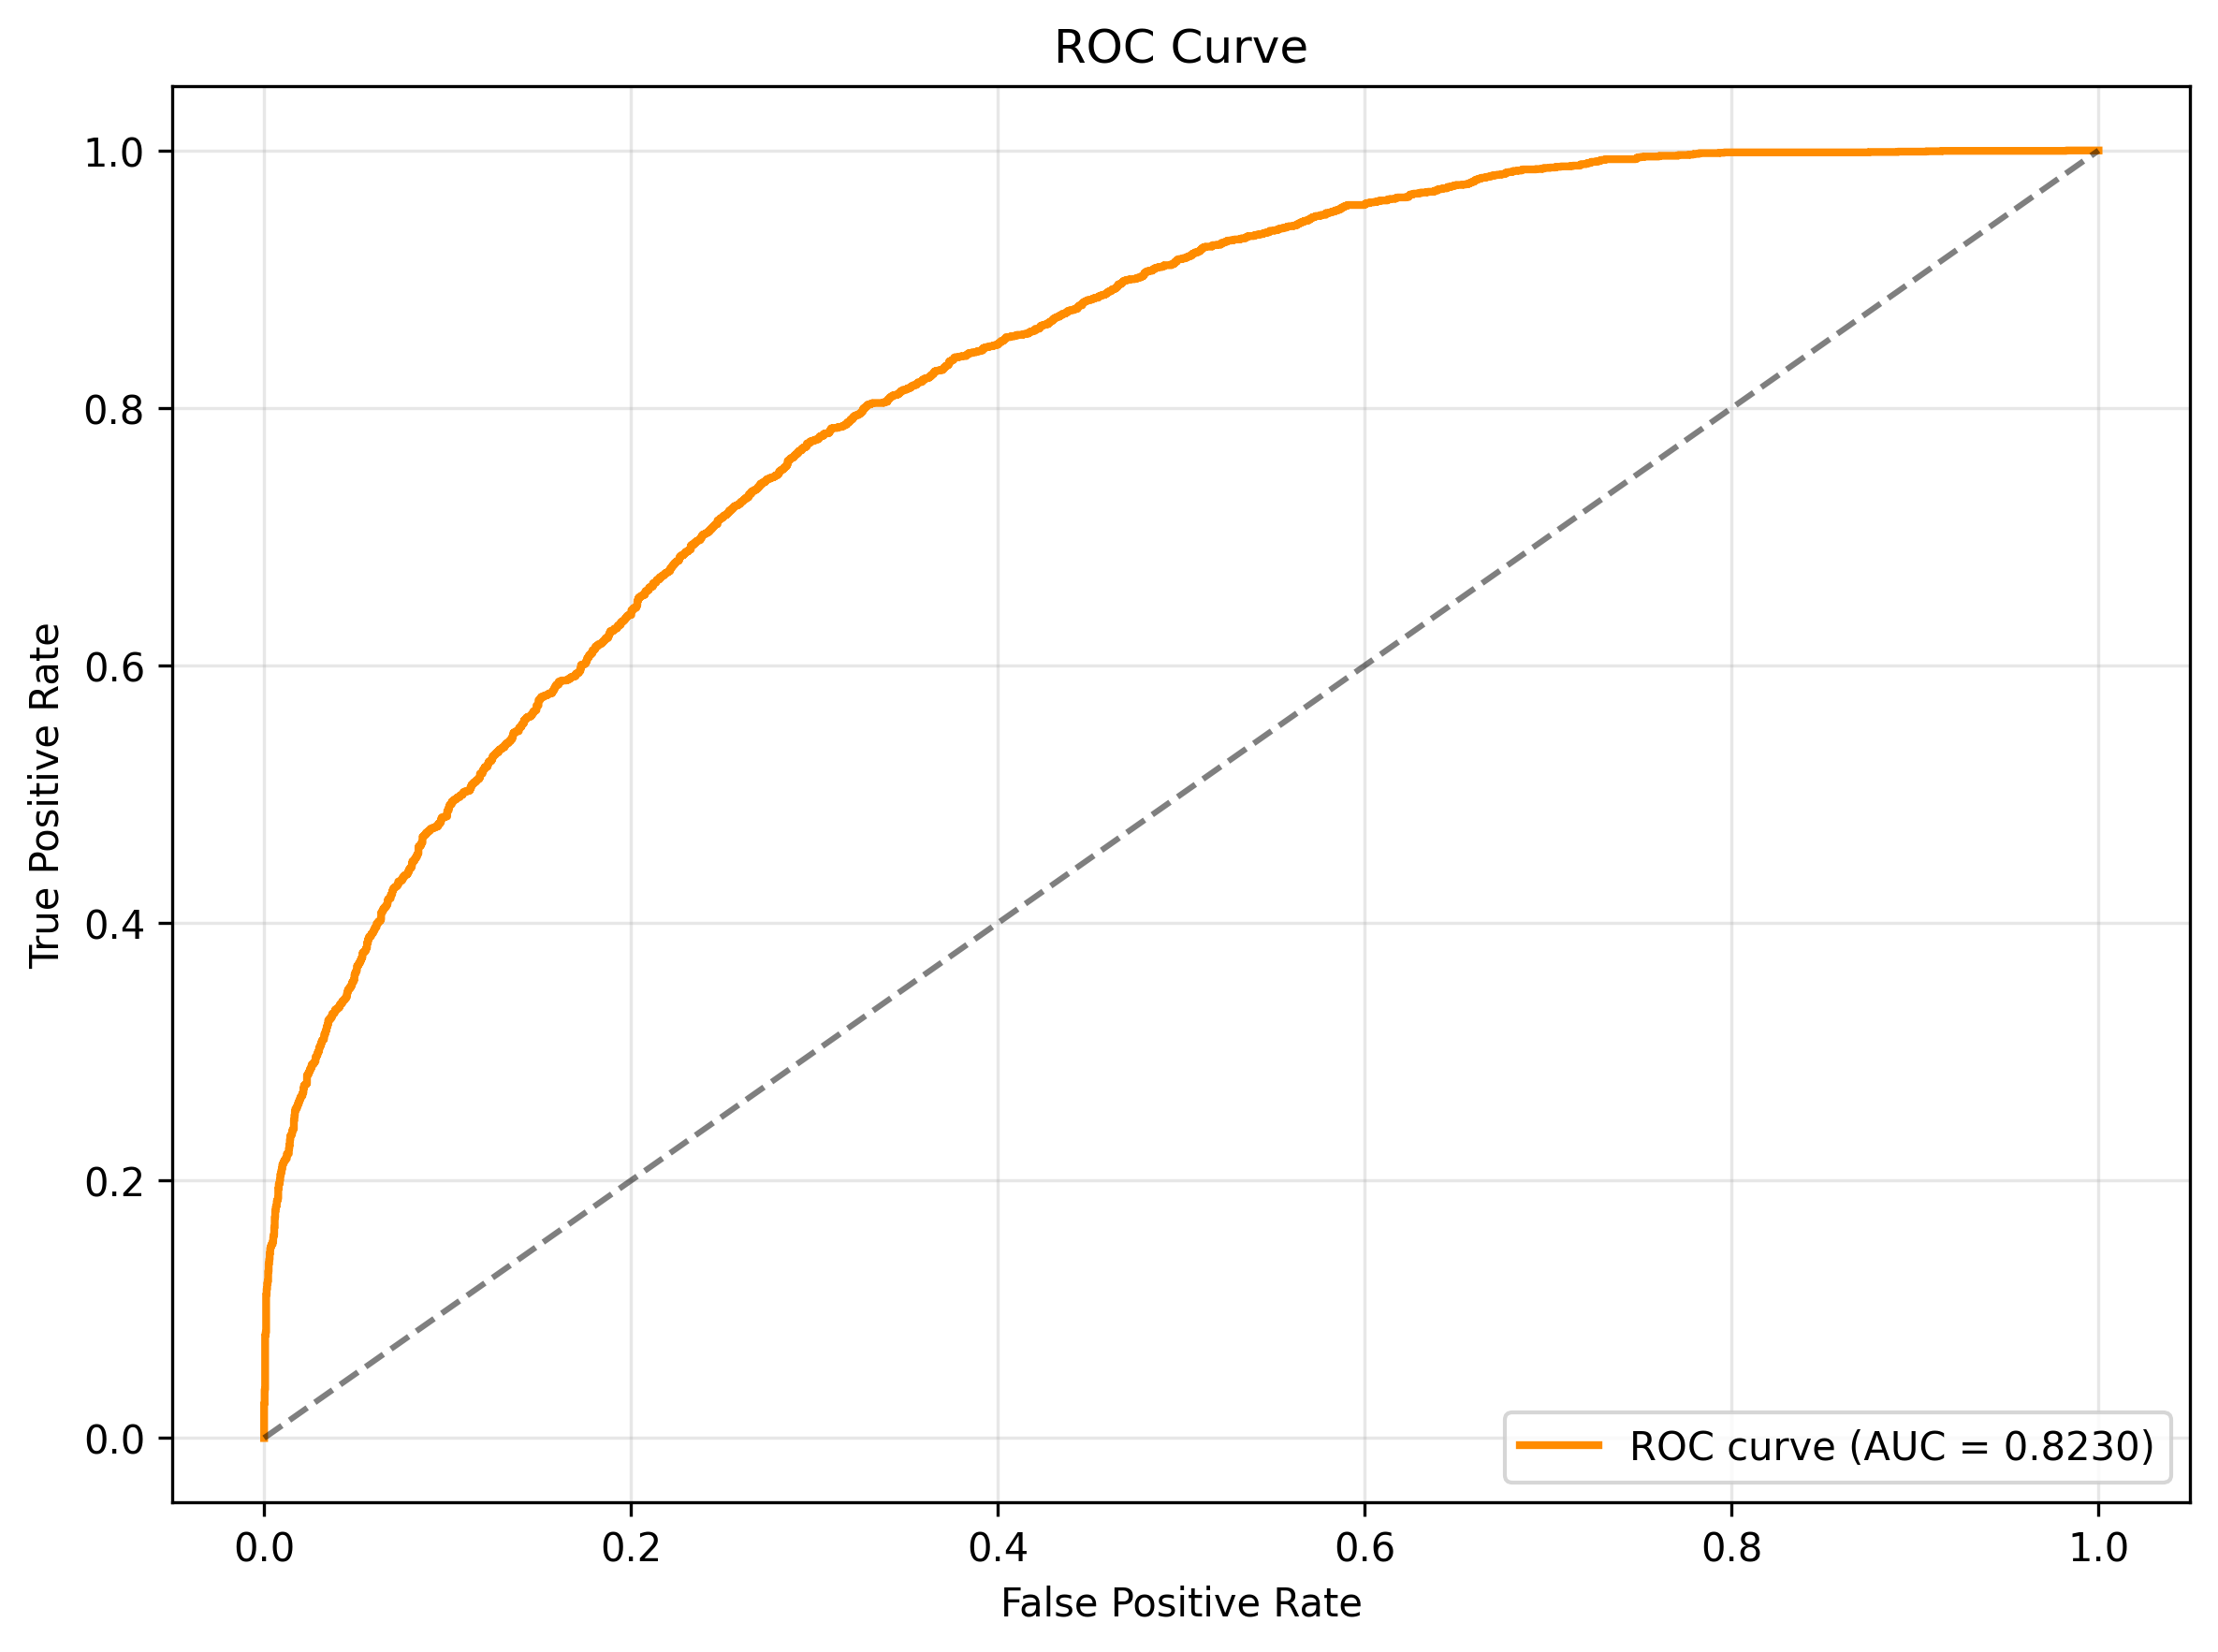 ROC Curve
True Positive Rate
1.0
0.8
0.6
0.4
0.2
0.0
ROC curve (AUC = 0.8230)
0.0 0.2 0.4 0.6 0.8 1.0
False Positive Rate